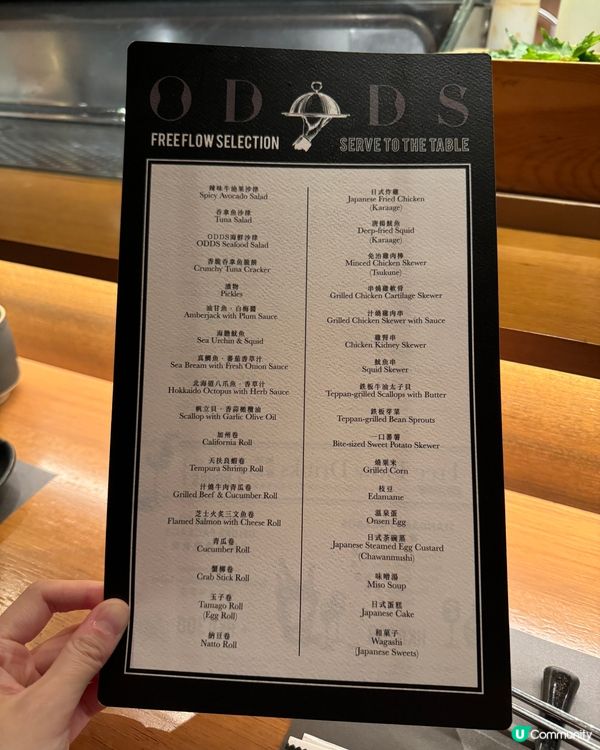 ODDS
FREEFLOW SELECTION
SERVE TO THE TABLE
辣味牛油果沙律
Spicy Avocado Salad
吞拿魚沙律
Tuna Salad
ODDS海鮮沙律
ODDS Seafood Salad
香脆吞拿魚脆餅
Crunchy Tuna Cracker
漬物
Pickles
油甘魚・白梅醬
Amberjack with Plum Sauce
海膽魷魚
Sea Urchin & Squid
真鯛魚・番茄香草汁
Sea Bream with Fresh Onion Sauce
北海道八爪魚・香草汁
Hokkaido Octopus with Herb Sauce
帆立貝・香蒜橄欖油
Scallop with Garlic Olive Oil
加州卷
California Roll
天扶良蝦卷
Tempura Shrimp Roll
汁燒牛肉青瓜卷
Grilled Beef & Cucumber Roll
芝士火炙三文魚卷
Flamed Salmon with Cheese Roll
青瓜卷
Cucumber Roll
蟹柳卷
Crab Stick Roll
玉子卷
Tamago Roll
(Egg Roll)
納豆卷
Natto Roll
日式炸雞
Japanese Fried Chicken
(Karaage)
唐揚魷魚
Deep-fried Squid
(Karaage)
免治雞肉棒
Minced Chicken Skewer
(Tsukune)
串燒雞軟骨
Grilled Chicken Cartilage Skewer
汁燒雞肉串
Grilled Chicken Skewer with Sauce
雞腎串
Chicken Kidney Skewer
魷魚串
Squid Skewer
鐵板牛油太子貝
Teppan-grilled Scallops with Butter
鐵板芽菜
Teppan-grilled Bean Sprouts
一口蕃薯
Bite-sized Sweet Potato Skewer
燒粟米
Grilled Corn
枝豆
Edamame
溫泉蛋
Onsen Egg
日式茶碗蒸
Japanese Steamed Egg Custard
(Chawanmushi)
味噌湯
Miso Soup
日式蛋糕
Japanese Cake
和菓子
Wagashi
(Japanese Sweets)
U Community